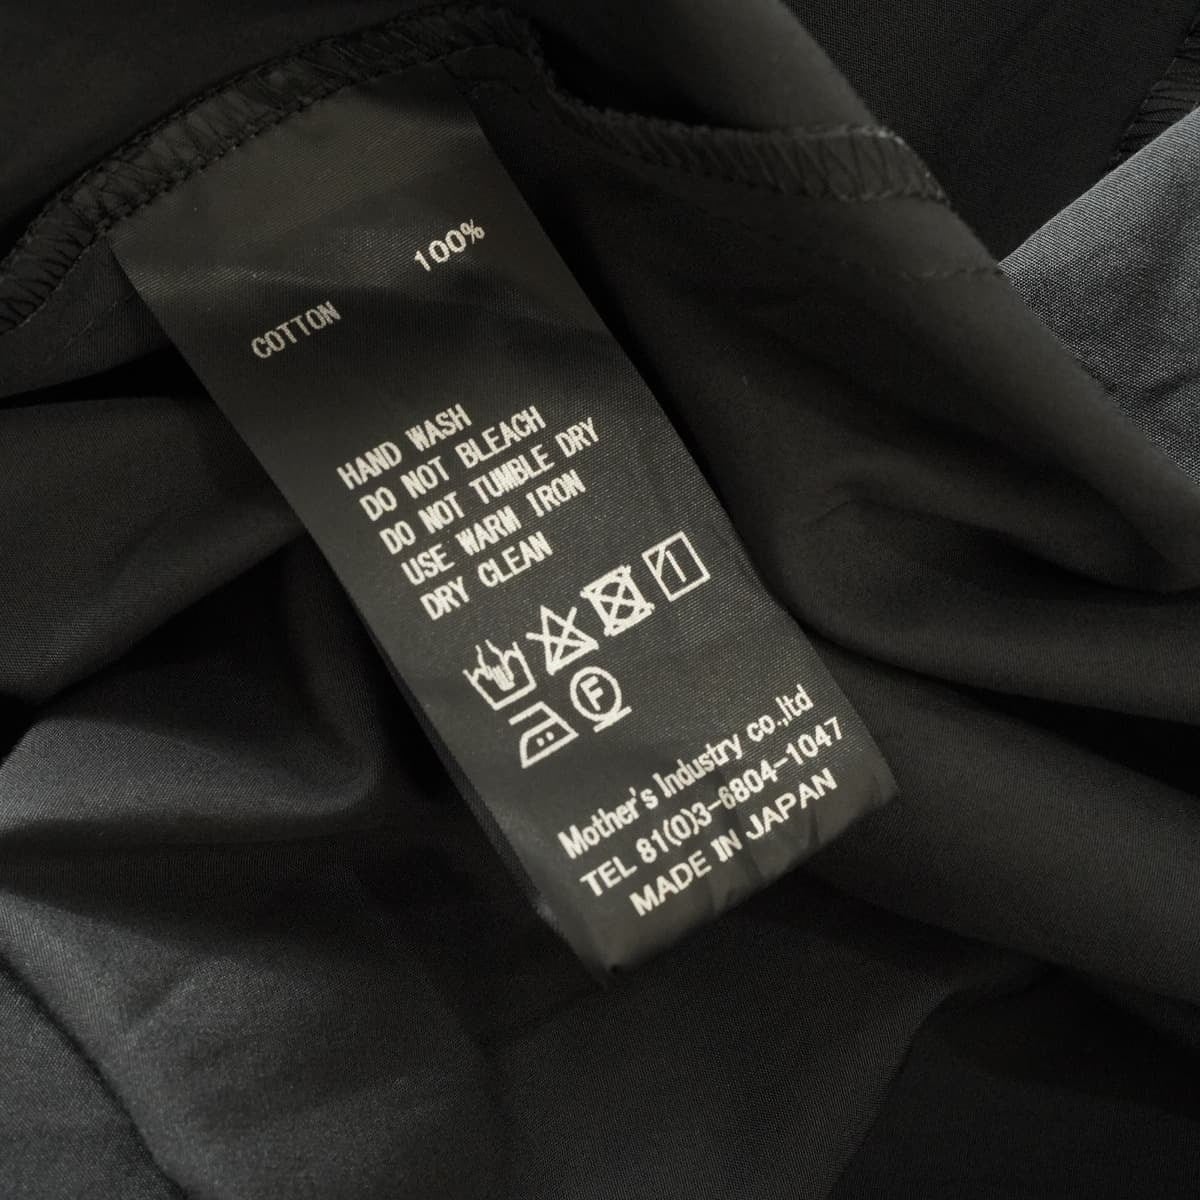 COTTON 100%
HAND WASH
DO NOT BLEACH
DO NOT TUMBLE DRY
USE WARM IRON
DRY CLEAN
F
Mother's Industry co.,ltd
TEL 81(0)3-6804-1047
MADE IN JAPAN